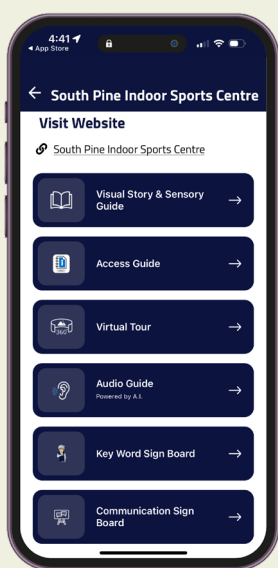 4:41
App Store
South Pine Indoor Sports Centre
Visit Website
South Pine Indoor Sports Centre
Visual Story & Sensory
Guide
Access Guide
360°
Virtual Tour
Audio Guide
Powered by A.I.
Key Word Sign Board
Communication Sign
Board